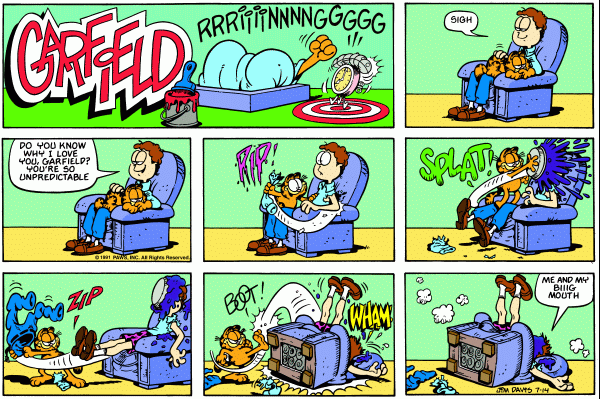 GARFIELD
RRRiiiiNNNNGGGGGG
!!!
SIGH
DO YOU KNOW
WHY I LOVE
YOU, GARFIELD?
YOU'RE SO
UNPREDICTABLE
© 1991 PAWS, INC. All Rights Reserved.
RIP!
SPLAT!
ZIP
BOOT!
WHAM
ME AND MY
BIIIG
MOUTH
JIM DAVIS 7-14